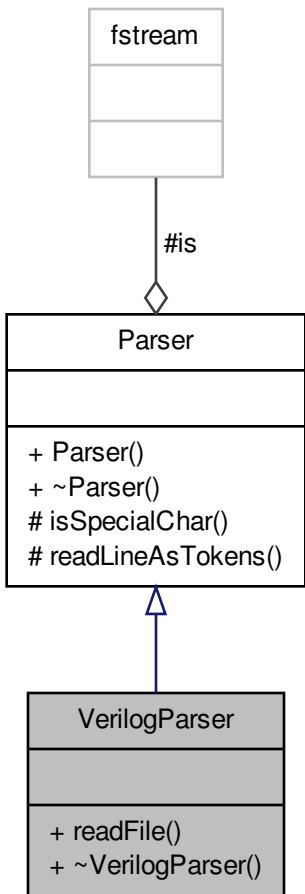 fstream
#is
Parser
+ Parser()
+ ~Parser()
# isSpecialChar()
# readLineAsTokens()
VerilogParser
+ readFile()
+ ~VerilogParser()